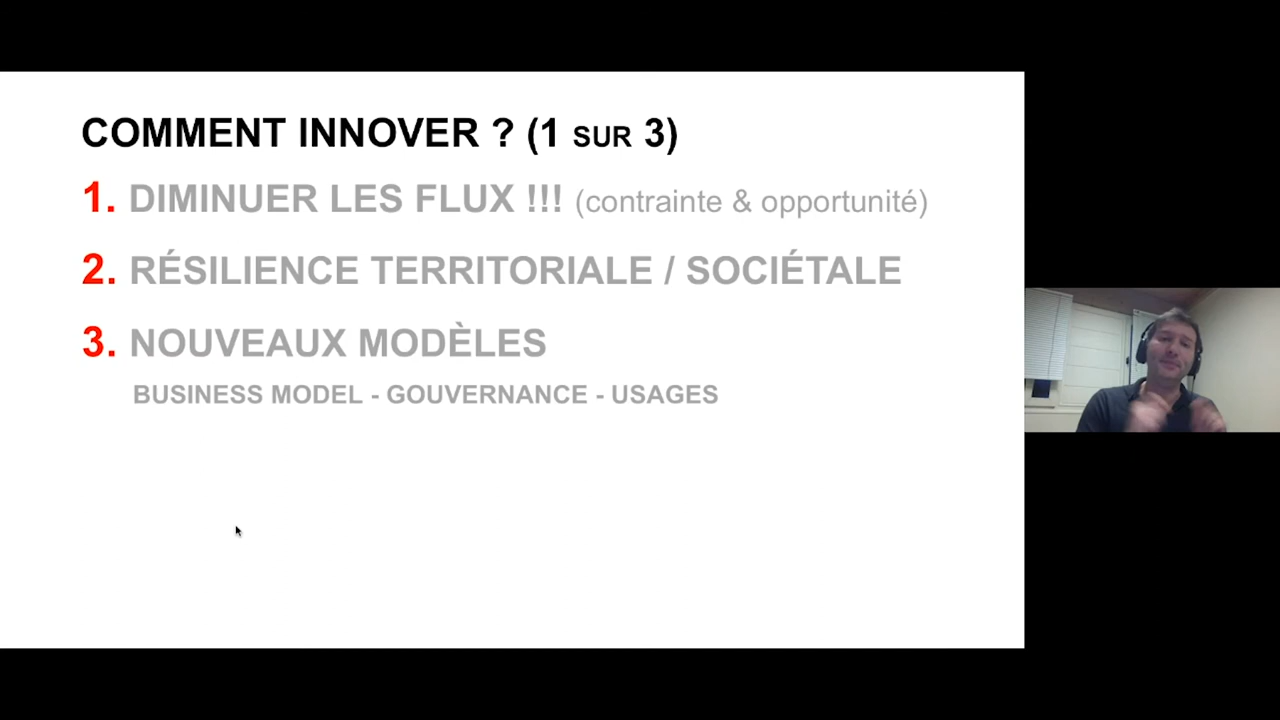 COMMENT INNOVER ? (1 SUR 3)
1. DIMINUER LES FLUX !!! (contrainte & opportunité)
2. RÉSILIENCE TERRITORIALE / SOCIÉTALE
3. NOUVEAUX MODÈLES
BUSINESS MODEL - GOUVERNANCE - USAGES